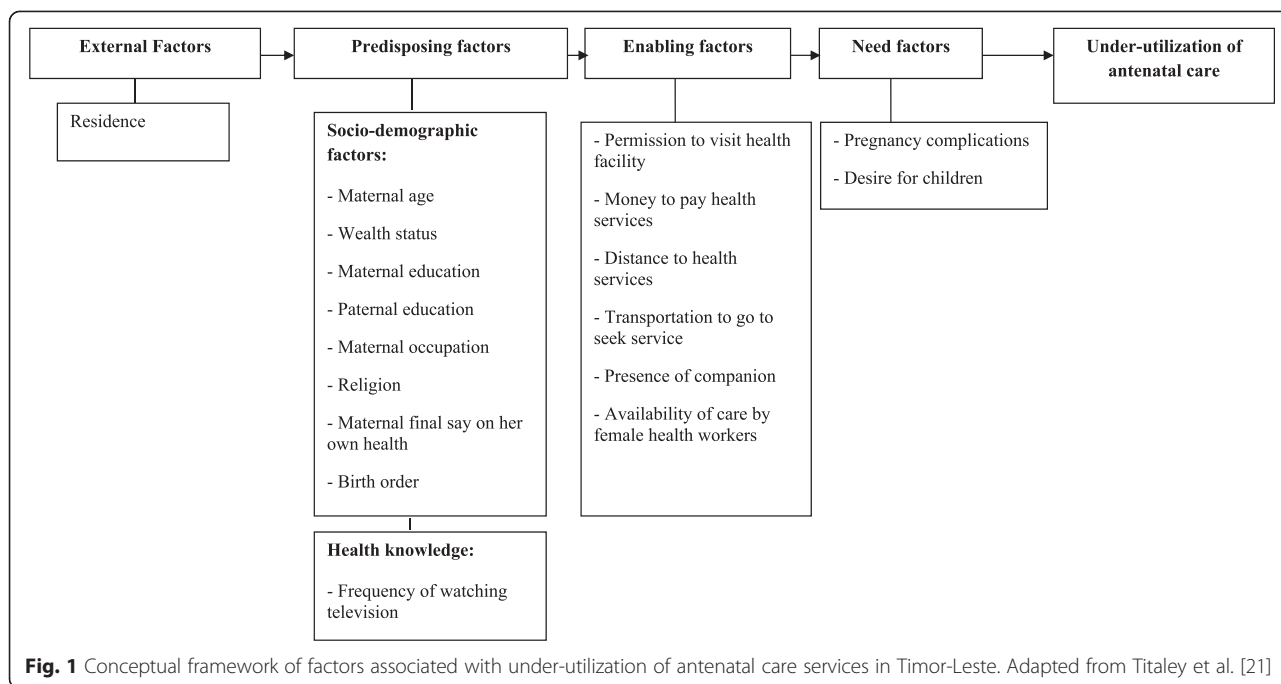 External Factors
Predisposing factors
Enabling factors
Need factors
Under-utilization of
antenatal care
Residence
Socio-demographic
factors:
- Maternal age
- Wealth status
- Maternal education
- Paternal education
- Maternal occupation
- Religion
- Maternal final say on her
own health
- Birth order
Health knowledge:
- Frequency of watching
television
- Permission to visit health
facility
- Money to pay health
services
- Distance to health
services
- Transportation to go to
seek service
- Presence of companion
- Availability of care by
female health workers
- Pregnancy complications
- Desire for children
Fig. 1 Conceptual framework of factors associated with under-utilization of antenatal care services in Timor-Leste. Adapted from Titaley et al. [21]